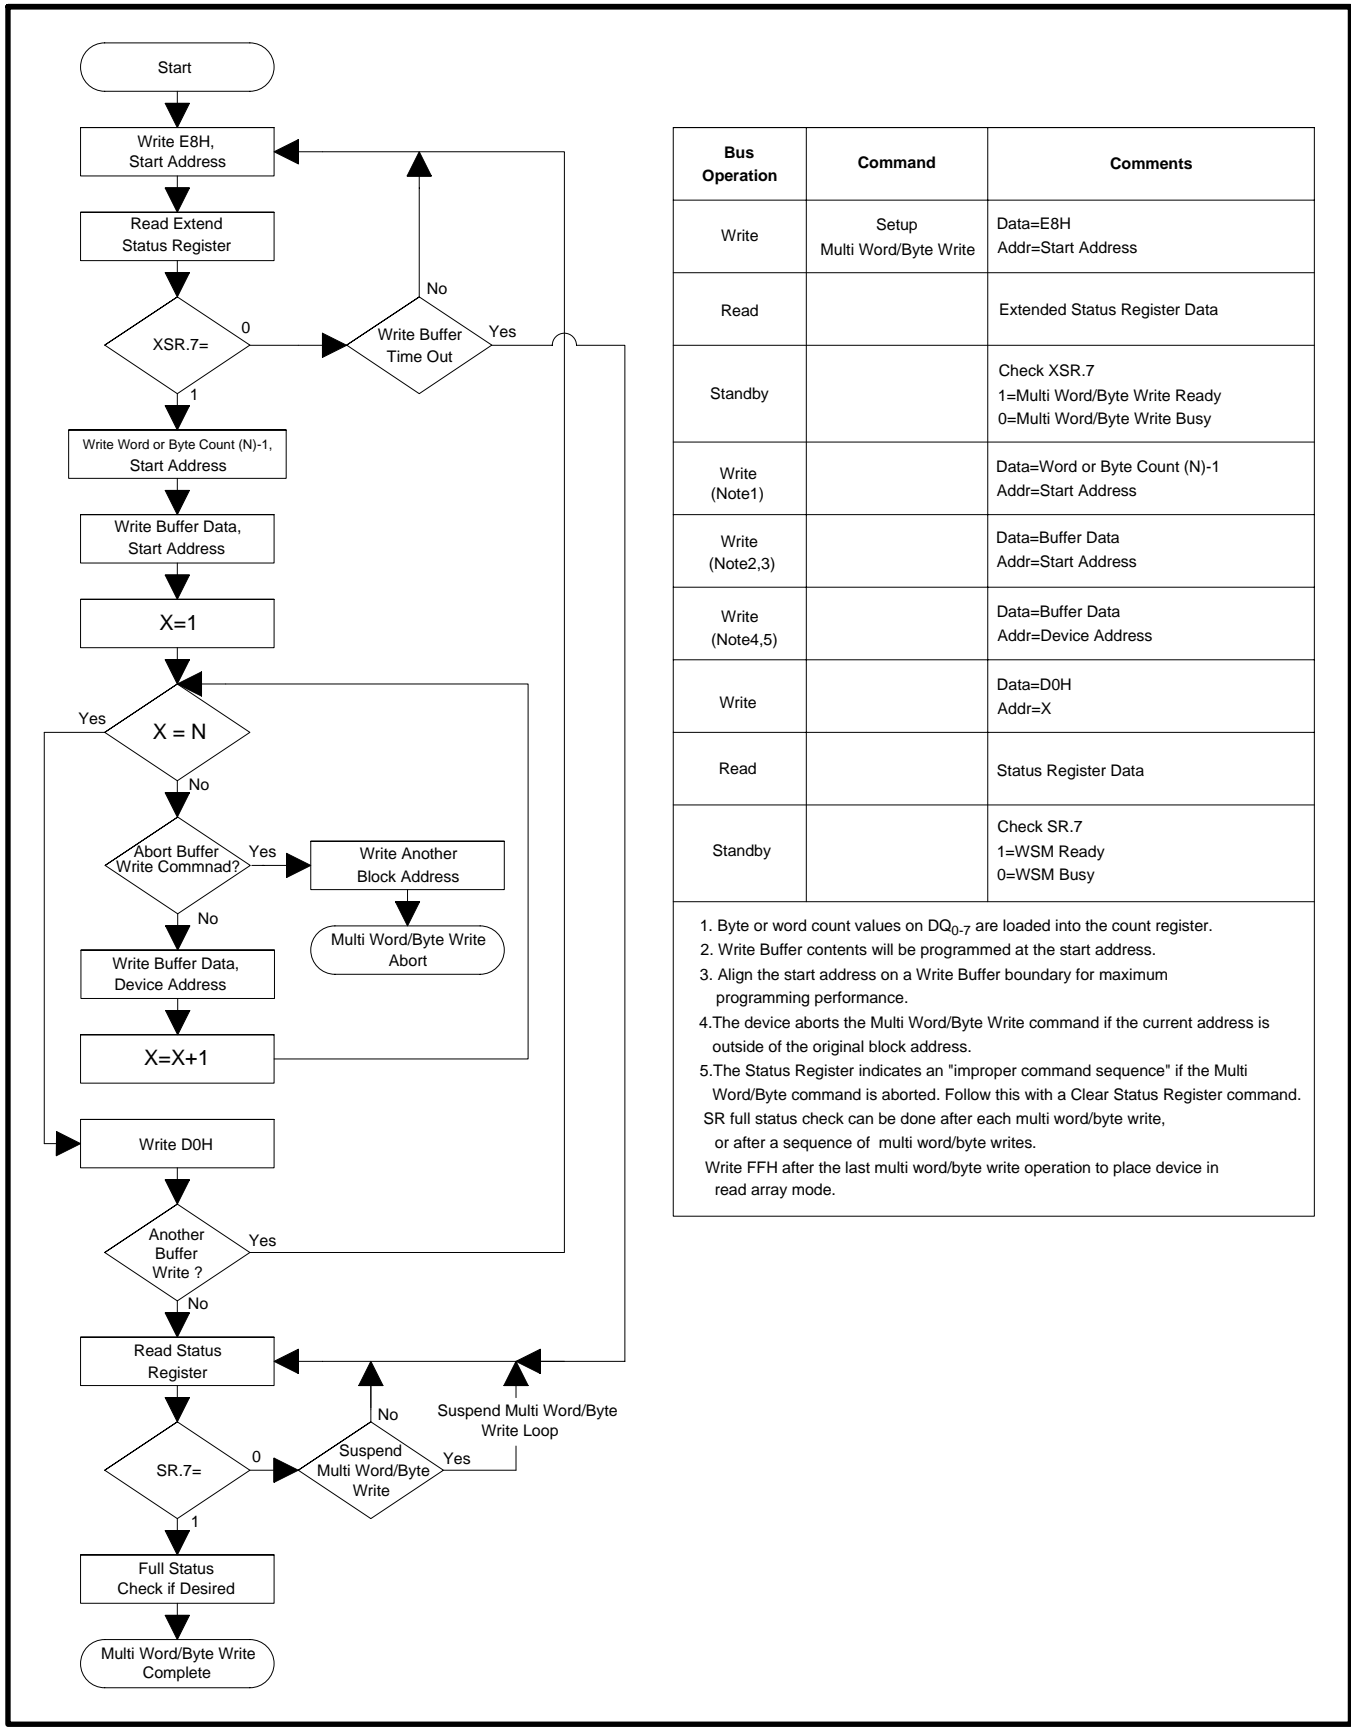 Start
Write E8H,
Start Address
Read Extend
Status Register
XSR.7=
0
1
Write Buffer
Time Out
No
Yes
Write Word or Byte Count (N)-1,
Start Address
Write Buffer Data,
Start Address
X=1
X = N
Yes
No
Abort Buffer
Write Commnad?
Yes
No
Write Another
Block Address
Multi Word/Byte Write
Abort
Write Buffer Data,
Device Address
X=X+1
Write D0H
Another
Buffer
Write ?
Yes
No
Read Status
Register
SR.7=
0
1
Suspend
Multi Word/Byte
Write
No
Yes
Suspend Multi Word/Byte
Write Loop
Full Status
Check if Desired
Multi Word/Byte Write
Complete
Bus
Operation
Command
Comments
Write
Setup
Multi Word/Byte Write
Data=E8H
Addr=Start Address
Read
Extended Status Register Data
Standby
Check XSR.7
1=Multi Word/Byte Write Ready
0=Multi Word/Byte Write Busy
Write
(Note1)
Data=Word or Byte Count (N)-1
Addr=Start Address
Write
(Note2,3)
Data=Buffer Data
Addr=Start Address
Write
(Note4,5)
Data=Buffer Data
Addr=Device Address
Write
Data=D0H
Addr=X
Read
Status Register Data
Standby
Check SR.7
1=WSM Ready
0=WSM Busy
1. Byte or word count values on DQ0-7 are loaded into the count register.
2. Write Buffer contents will be programmed at the start address.
3. Align the start address on a Write Buffer boundary for maximum
programming performance.
4.The device aborts the Multi Word/Byte Write command if the current address is
outside of the original block address.
5.The Status Register indicates an "improper command sequence" if the Multi
Word/Byte command is aborted. Follow this with a Clear Status Register command.
SR full status check can be done after each multi word/byte write,
or after a sequence of multi word/byte writes.
Write FFH after the last multi word/byte write operation to place device in
read array mode.